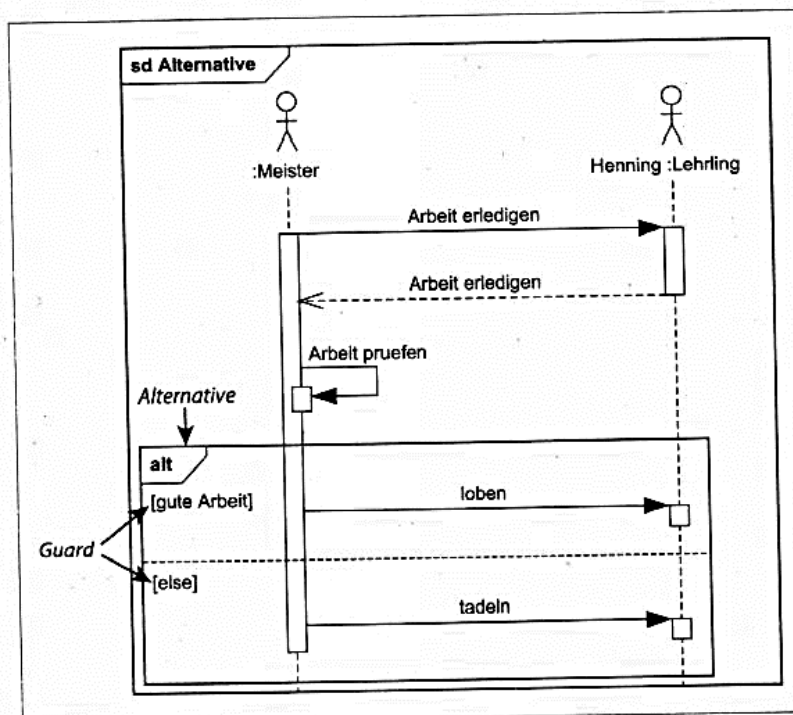 sd Alternative
:Meister
Henning :Lehrling
Arbeit erledigen
Arbeit erledigen
Arbeit pruefen
Alternative
alt
[gute Arbeit]
loben
Guard
[else]
tadeln